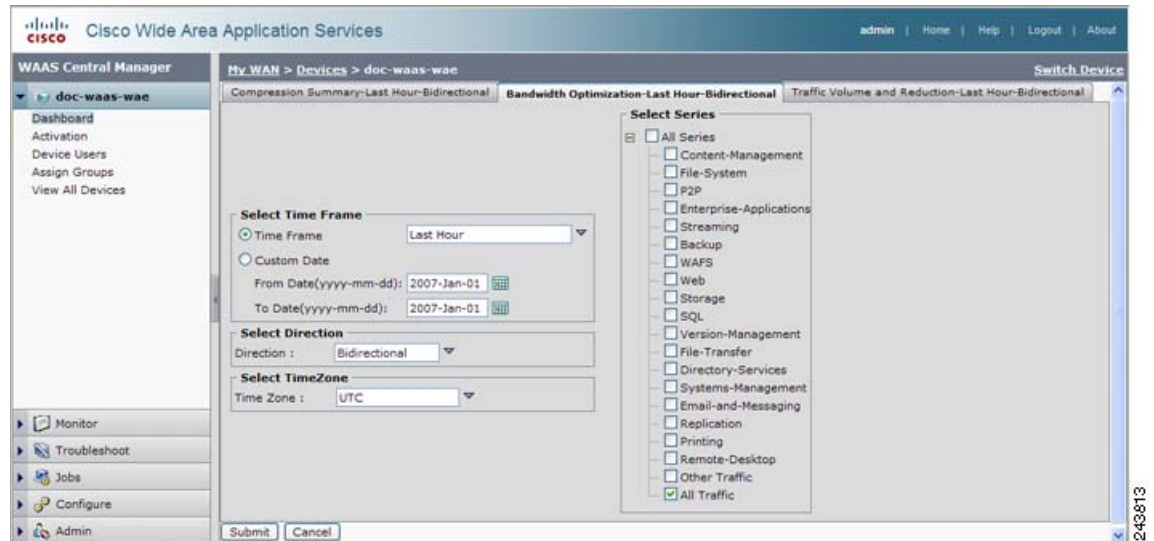 CISCO Cisco Wide Area Application Services
admin | Home | Help | Logout | About
WAAS Central Manager
My WAN > Devices > doc-waas-wae
Switch Device
doc-waas-wae
Dashboard
Activation
Device Users
Assign Groups
View All Devices
Monitor
Troubleshoot
Jobs
Configure
Admin
Compression Summary-Last Hour-Bidirectional
Bandwidth Optimization-Last Hour-Bidirectional
Traffic Volume and Reduction-Last Hour-Bidirectional
Select Time Frame
Time Frame Last Hour
Custom Date
From Date(yyyy-mm-dd): 2007-Jan-01
To Date(yyyy-mm-dd): 2007-Jan-01
Select Direction
Direction : Bidirectional
Select TimeZone
Time Zone : UTC
Select Series
All Series
Content-Management
File-System
P2P
Enterprise-Applications
Streaming
Backup
WAFS
Web
Storage
SQL
Version-Management
File-Transfer
Directory-Services
Systems-Management
Email-and-Messaging
Replication
Printing
Remote-Desktop
Other Traffic
All Traffic
Submit Cancel
243813